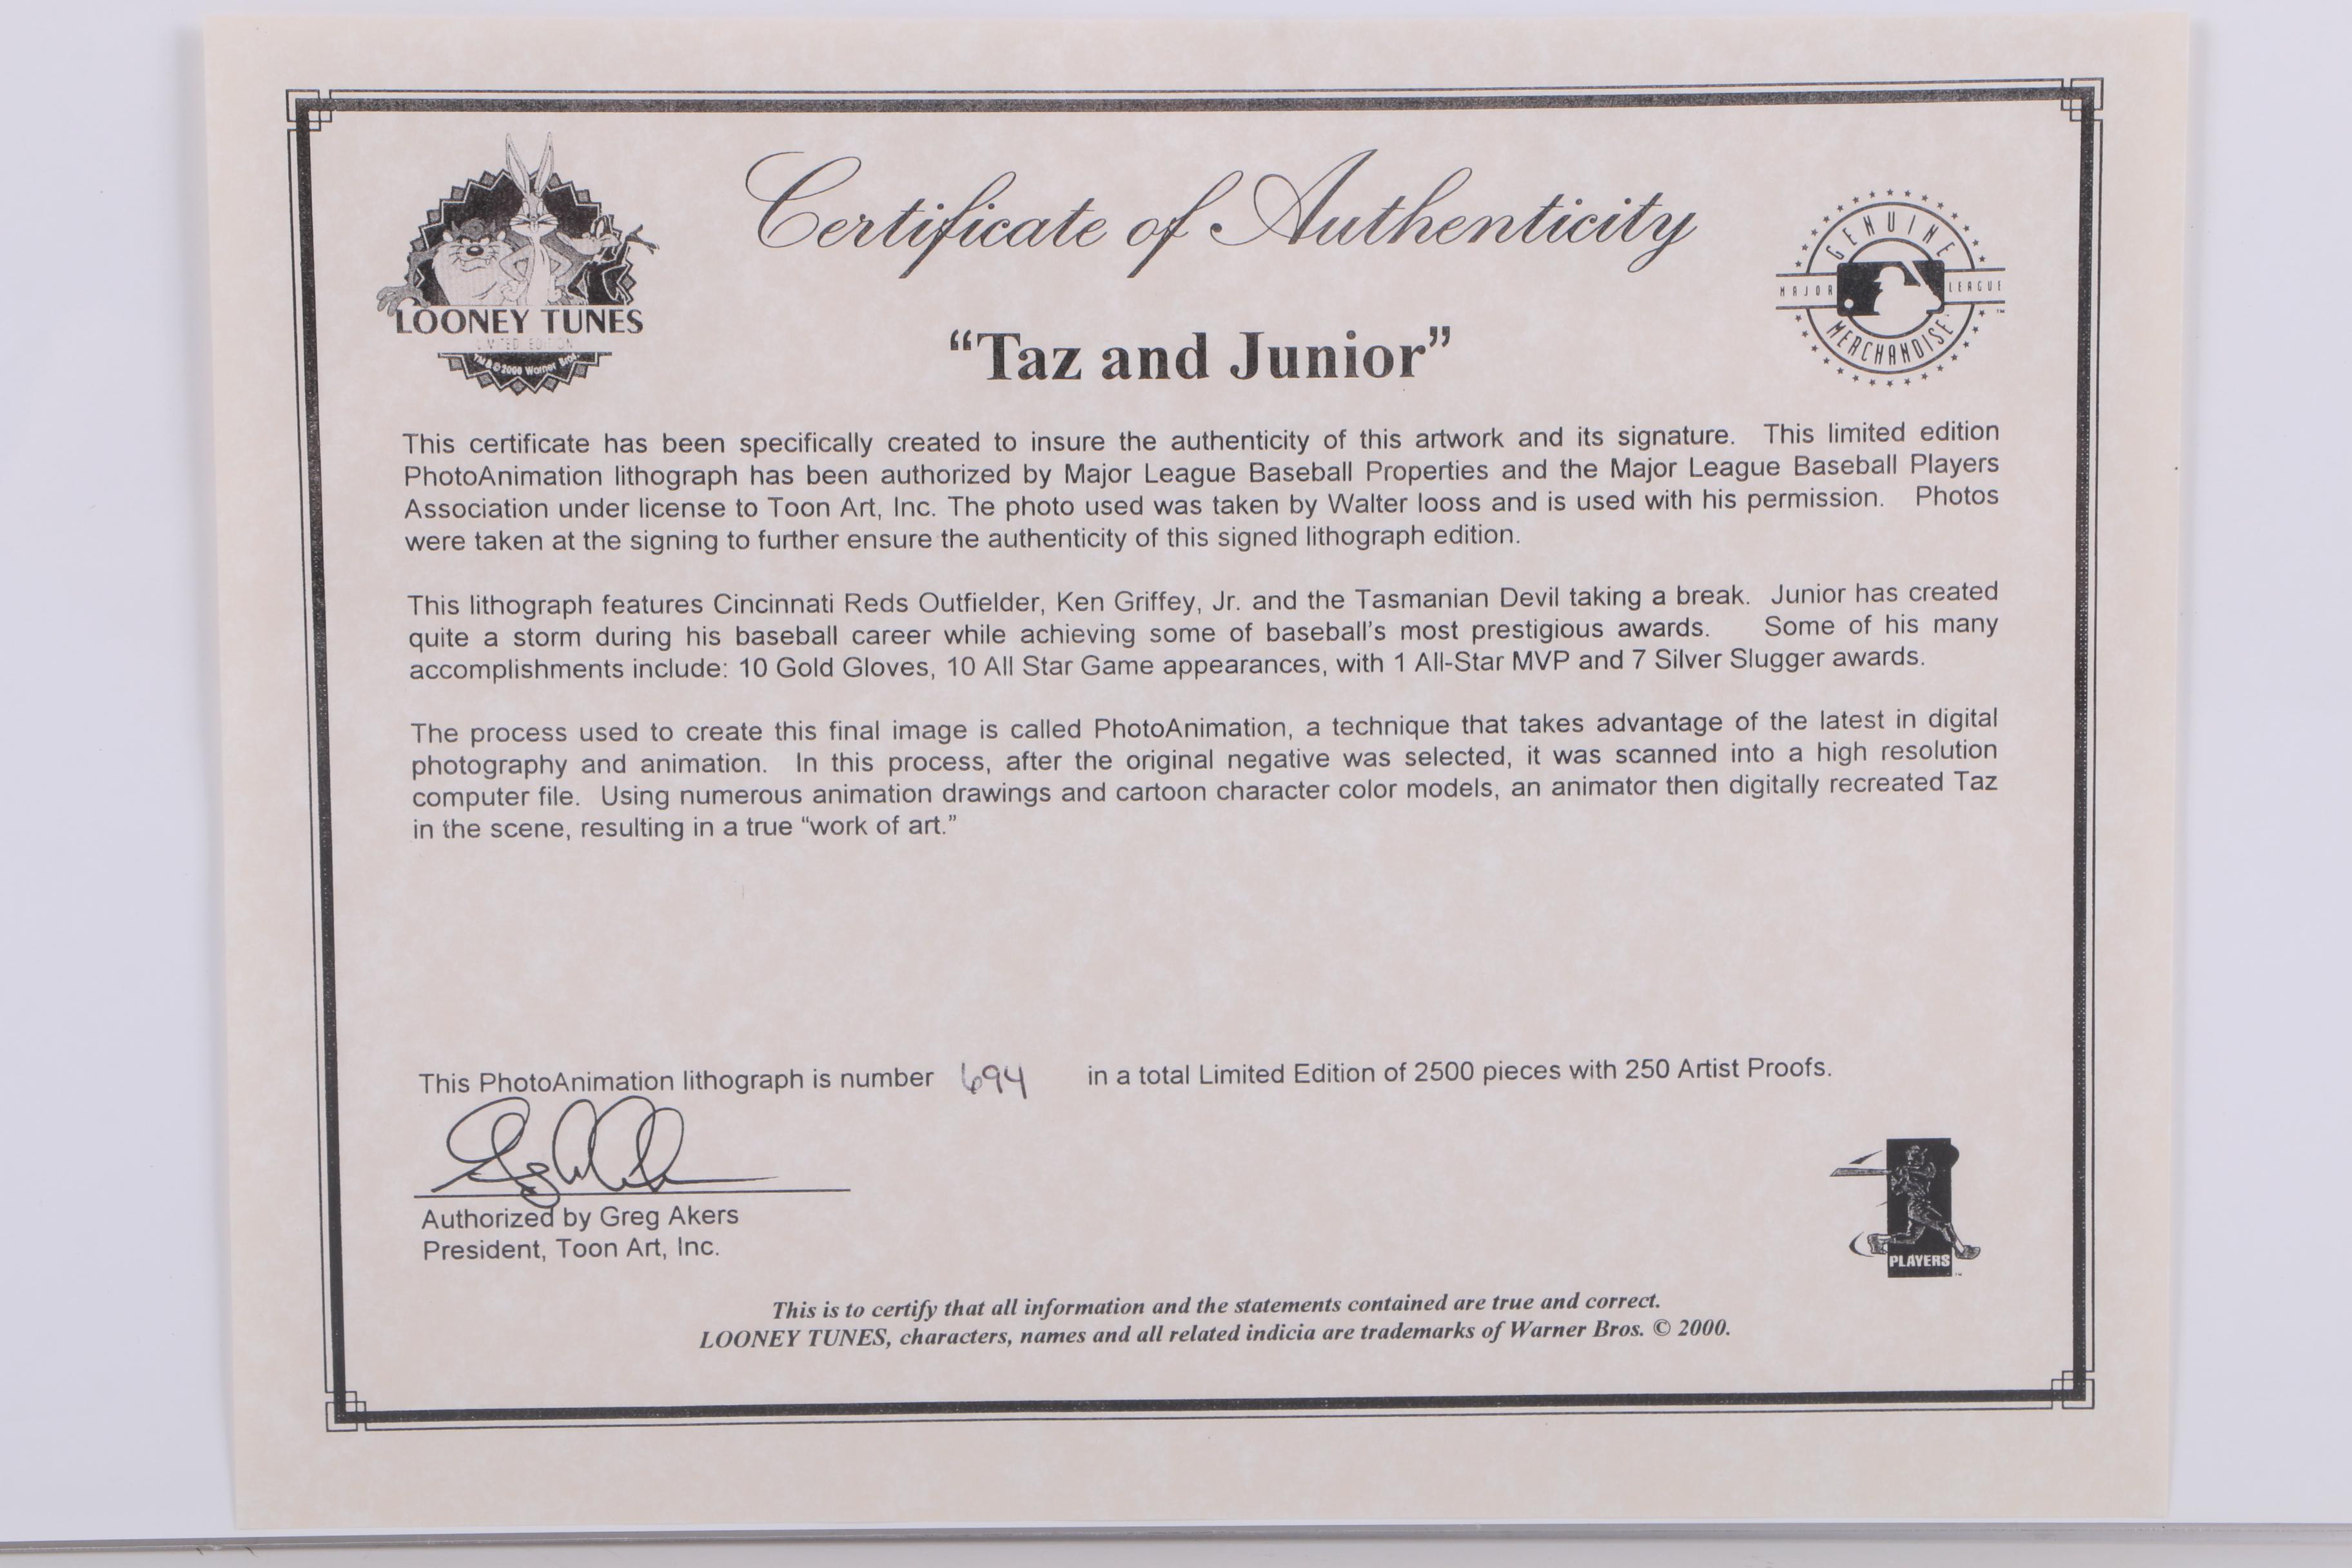 Certificate of Authenticity
LOONEY TUNES
LIMITED EDITION
TM & © 2000 Warner Bros.
GENUINE
MAJOR LEAGUE
MERCHANDISE
“Taz and Junior”
This certificate has been specifically created to insure the authenticity of this artwork and its signature. This limited edition
PhotoAnimation lithograph has been authorized by Major League Baseball Properties and the Major League Baseball Players
Association under license to Toon Art, Inc. The photo used was taken by Walter looss and is used with his permission. Photos
were taken at the signing to further ensure the authenticity of this signed lithograph edition.
This lithograph features Cincinnati Reds Outfielder, Ken Griffey, Jr. and the Tasmanian Devil taking a break. Junior has created
quite a storm during his baseball career while achieving some of baseball's most prestigious awards. Some of his many
accomplishments include: 10 Gold Gloves, 10 All Star Game appearances, with 1 All-Star MVP and 7 Silver Slugger awards.
The process used to create this final image is called PhotoAnimation, a technique that takes advantage of the latest in digital
photography and animation. In this process, after the original negative was selected, it was scanned into a high resolution
computer file. Using numerous animation drawings and cartoon character color models, an animator then digitally recreated Taz
in the scene, resulting in a true “work of art.”
This PhotoAnimation lithograph is number 694 in a total Limited Edition of 2500 pieces with 250 Artist Proofs.
Authorized by Greg Akers
President, Toon Art, Inc.
PLAYERS
This is to certify that all information and the statements contained are true and correct.
LOONEY TUNES, characters, names and all related indicia are trademarks of Warner Bros. © 2000.